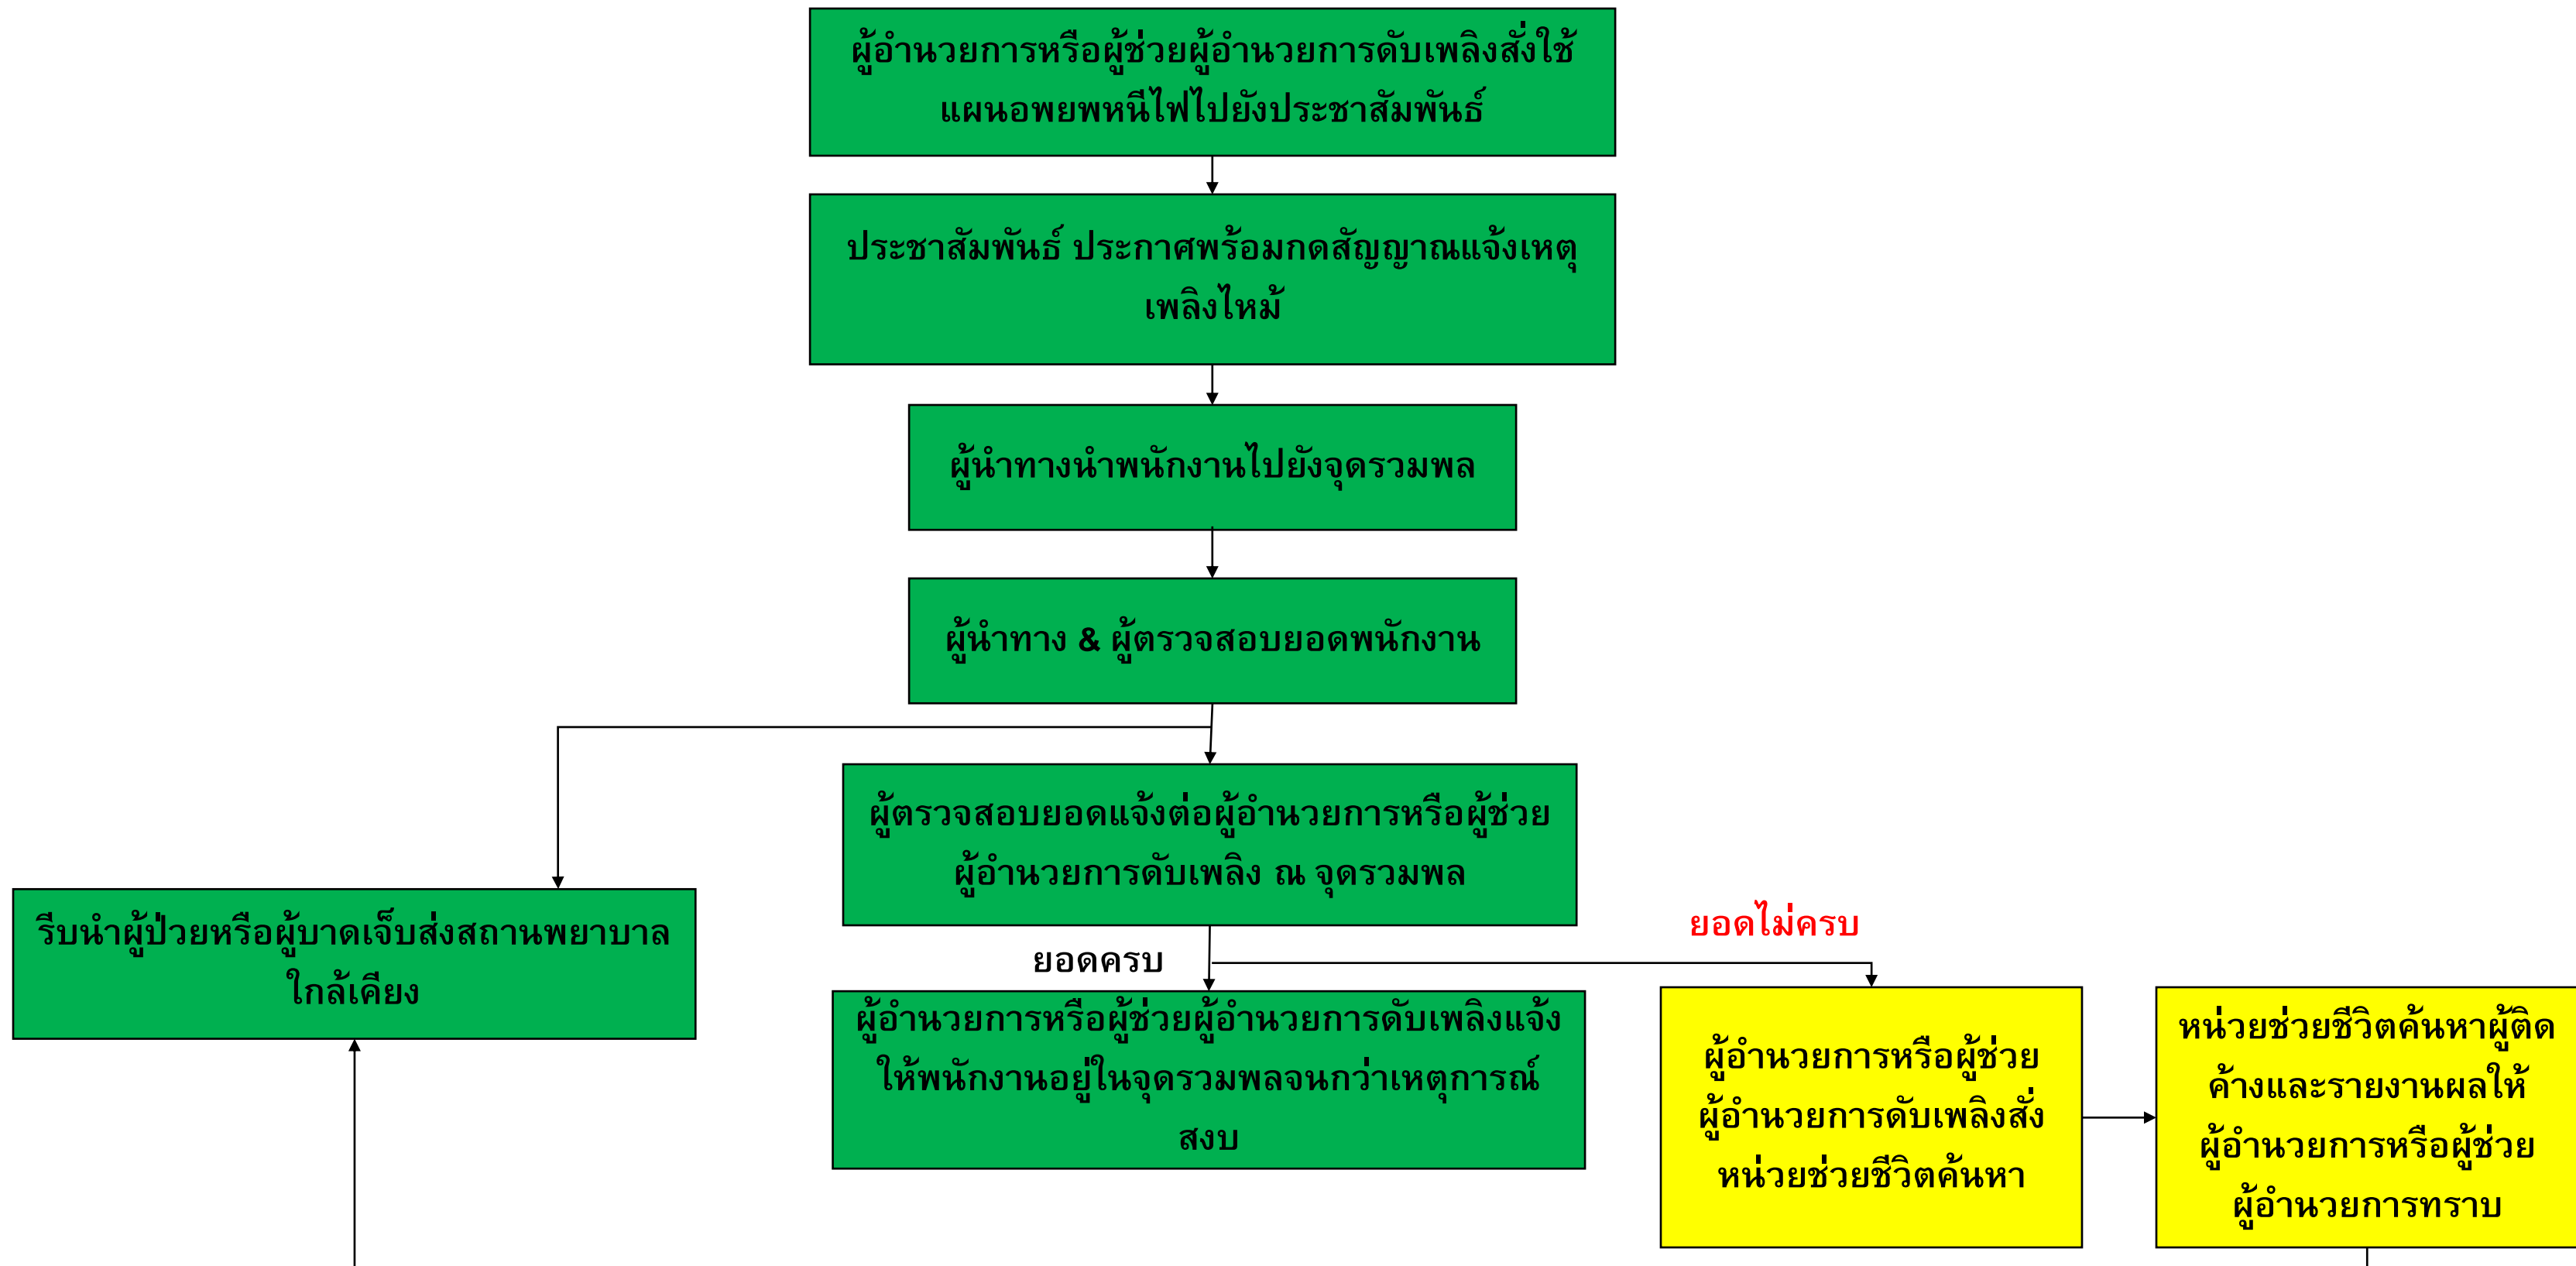 ผู้อำนวยการหรือผู้ช่วยผู้อำนวยการดับเพลิงสั่งใช้
แผนอพยพหนีไฟไปยังประชาสัมพันธ์
ประชาสัมพันธ์ ประกาศพร้อมกดสัญญาณแจ้งเหตุ
เพลิงไหม้
ผู้นำทางนำพนักงานไปยังจุดรวมพล
ผู้นำทาง & ผู้ตรวจสอบยอดพนักงาน
ผู้ตรวจสอบยอดแจ้งต่อผู้อำนวยการหรือผู้ช่วย
ผู้อำนวยการดับเพลิง ณ จุดรวมพล
รีบนำผู้ป่วยหรือผู้บาดเจ็บส่งสถานพยาบาล
ใกล้เคียง
ยอดครบ
ยอดไม่ครบ
ผู้อำนวยการหรือผู้ช่วยผู้อำนวยการดับเพลิงแจ้ง
ให้พนักงานอยู่ในจุดรวมพลจนกว่าเหตุการณ์
สงบ
ผู้อำนวยการหรือผู้ช่วย
ผู้อำนวยการดับเพลิงสั่ง
หน่วยช่วยชีวิตค้นหา
หน่วยช่วยชีวิตค้นหาผู้ติด
ค้างและรายงานผลให้
ผู้อำนวยการหรือผู้ช่วย
ผู้อำนวยการทราบ